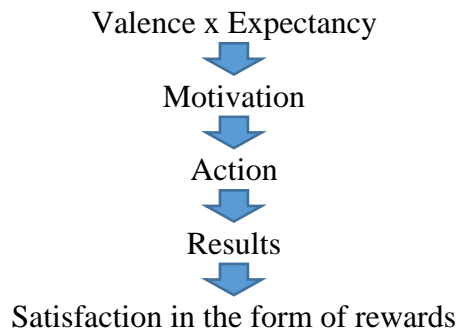 Valence x Expectancy
Motivation
Action
Results
Satisfaction in the form of rewards